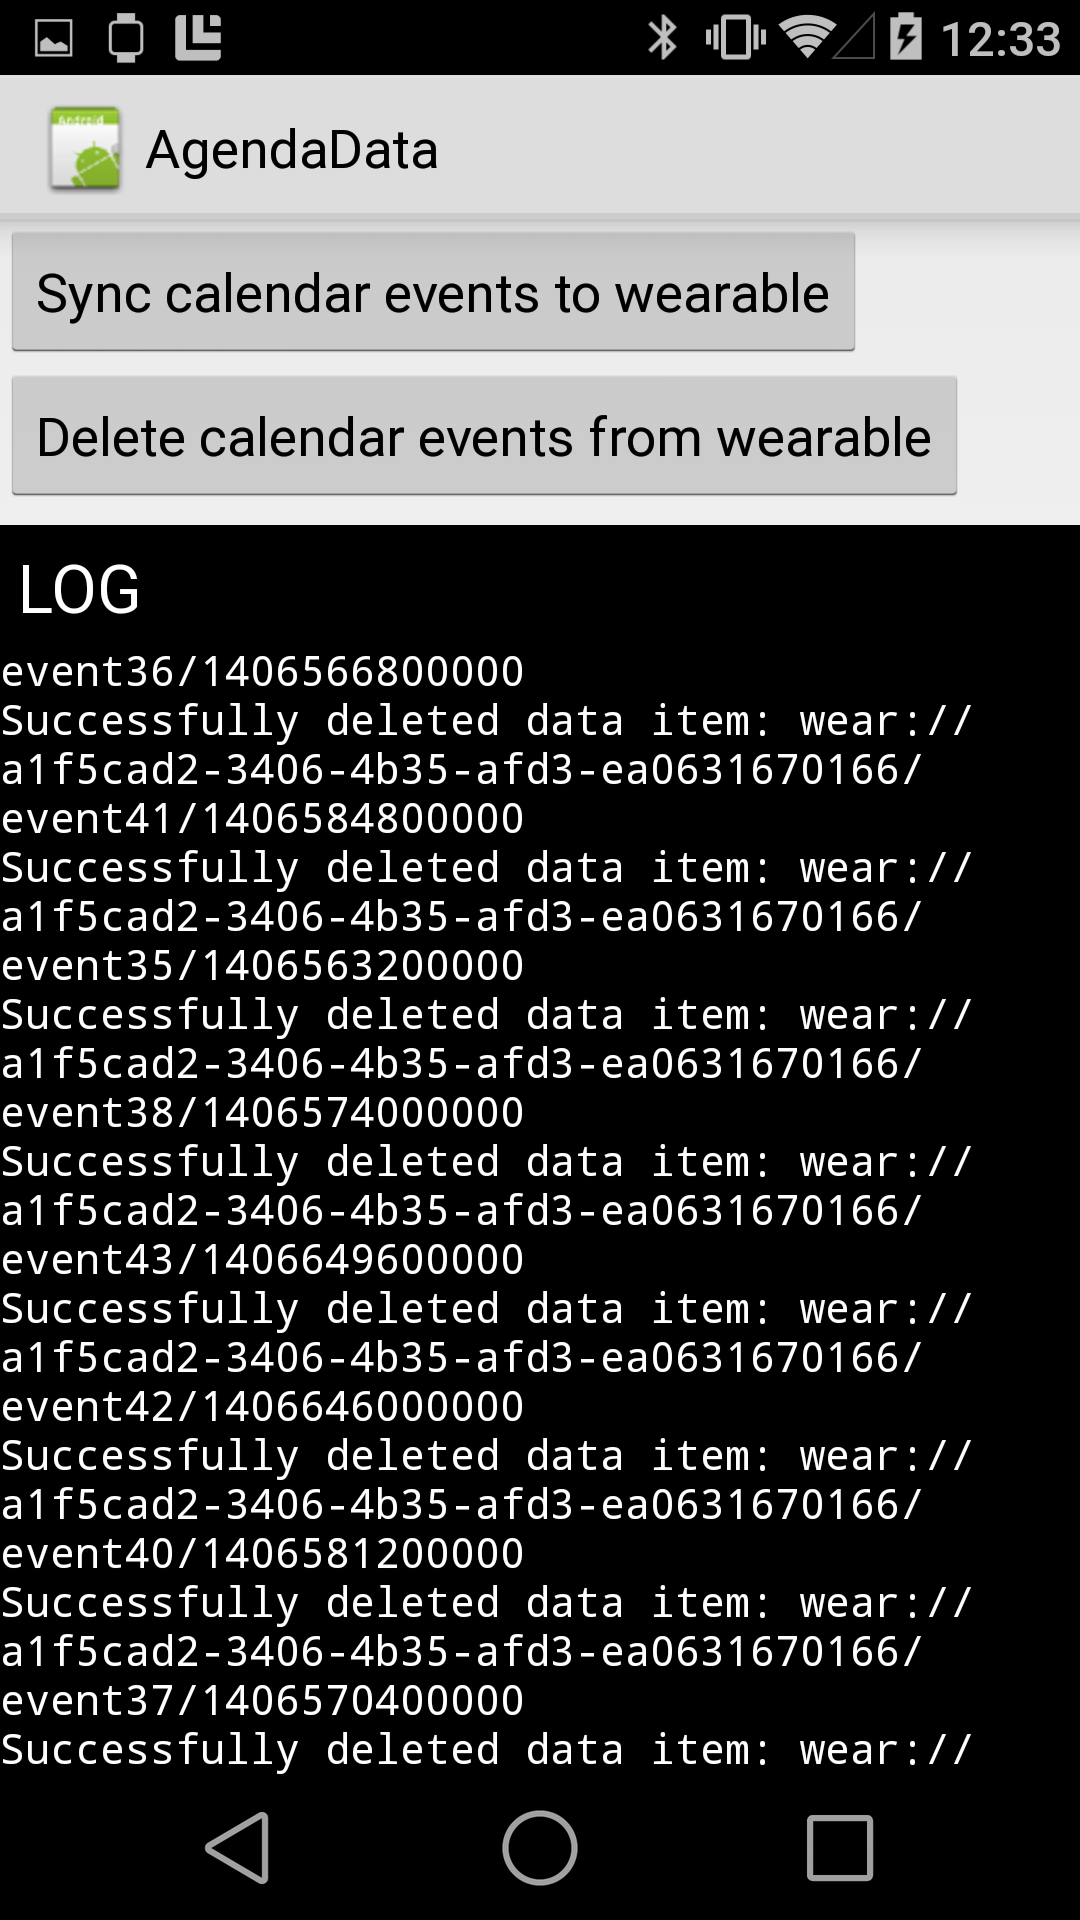 12:33
Android
AgendaData
Sync calendar events to wearable
Delete calendar events from wearable
LOG
event36/1406566800000
Successfully deleted data item: wear://
a1f5cad2-3406-4b35-afd3-ea0631670166/
event41/1406584800000
Successfully deleted data item: wear://
a1f5cad2-3406-4b35-afd3-ea0631670166/
event35/1406563200000
Successfully deleted data item: wear://
a1f5cad2-3406-4b35-afd3-ea0631670166/
event38/1406574000000
Successfully deleted data item: wear://
a1f5cad2-3406-4b35-afd3-ea0631670166/
event43/1406649600000
Successfully deleted data item: wear://
a1f5cad2-3406-4b35-afd3-ea0631670166/
event42/1406646000000
Successfully deleted data item: wear://
a1f5cad2-3406-4b35-afd3-ea0631670166/
event40/1406581200000
Successfully deleted data item: wear://
a1f5cad2-3406-4b35-afd3-ea0631670166/
event37/1406570400000
Successfully deleted data item: wear://